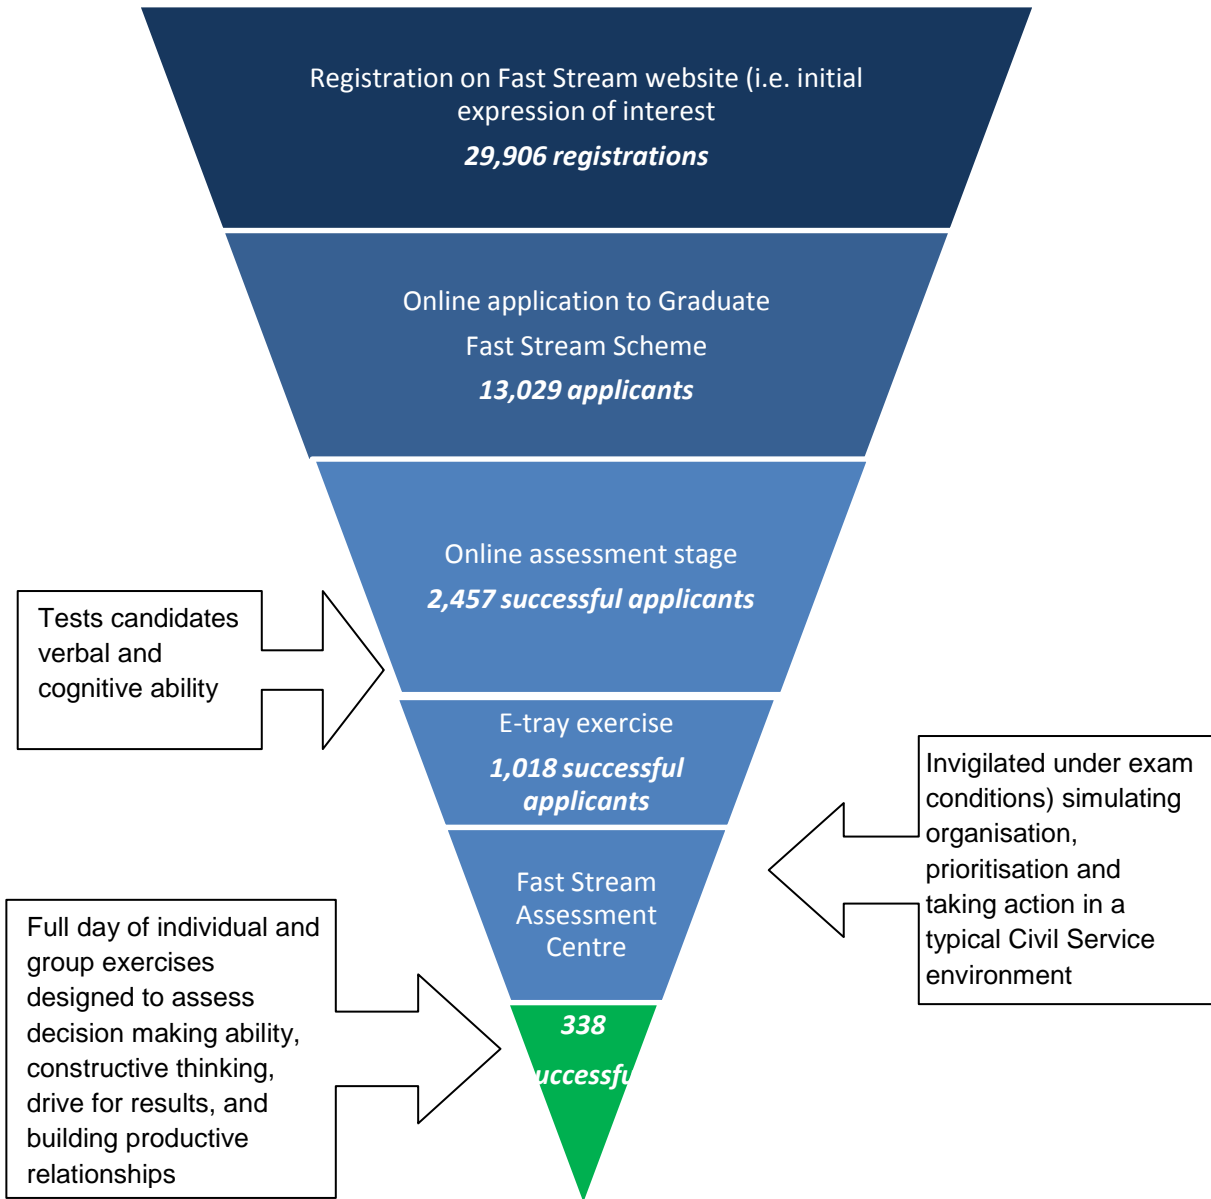 Registration on Fast Stream website (i.e. initial
expression of interest
29,906 registrations
Online application to Graduate
Fast Stream Scheme
13,029 applicants
Online assessment stage
2,457 successful applicants
Tests candidates
verbal and
cognitive ability
E-tray exercise
1,018 successful
applicants
Invigilated under exam
conditions) simulating
organisation,
prioritisation and
taking action in a
typical Civil Service
environment
Fast Stream
Assessment
Centre
Full day of individual and
group exercises
designed to assess
decision making ability,
constructive thinking,
drive for results, and
building productive
relationships
338
uccessfu